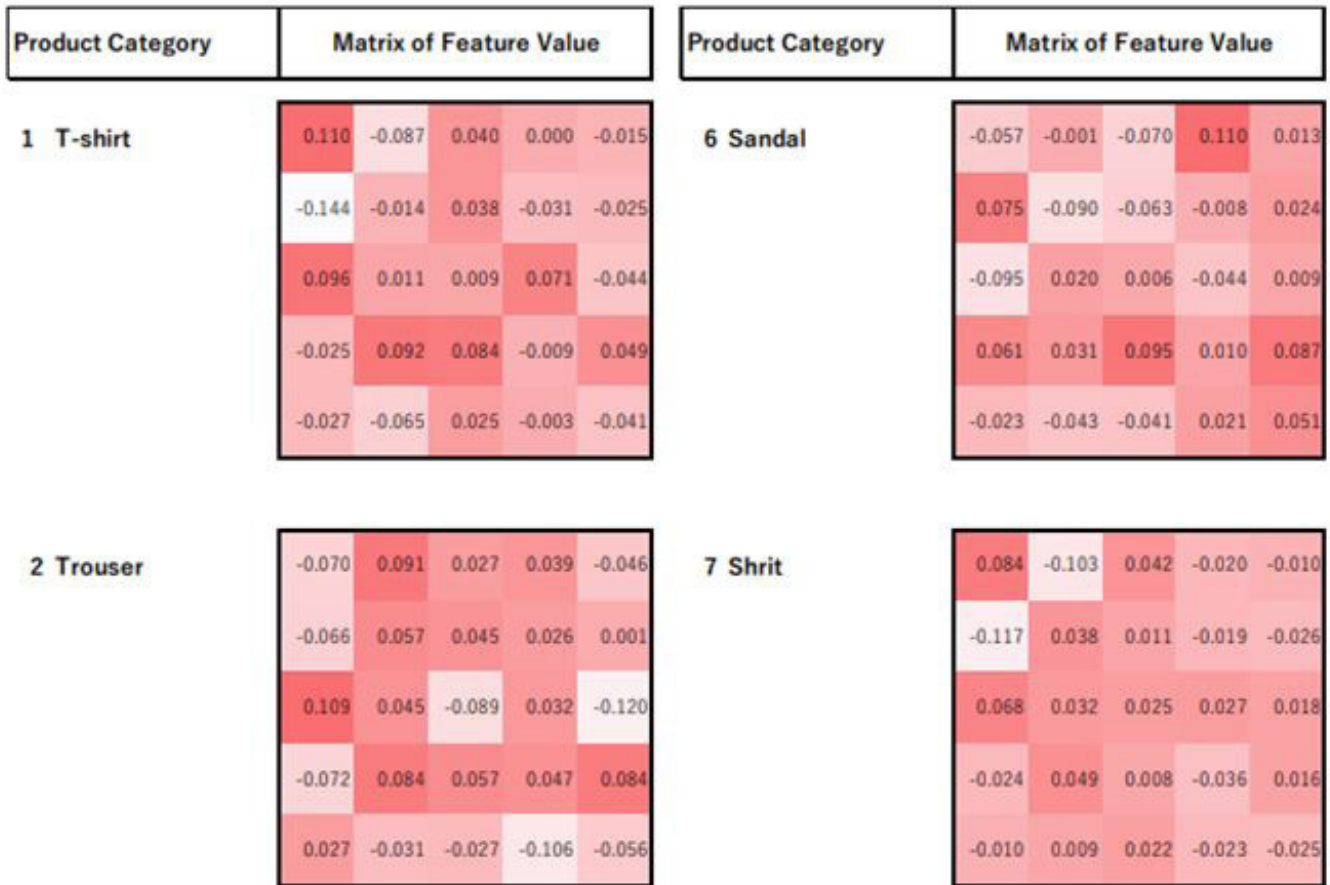 Product Category Matrix of Feature Value Product Category Matrix of Feature Value
1 T-shirt 6 Sandal
0.110 -0.087 0.040 0.000 -0.015 -0.057 -0.001 -0.070 0.110 0.013
-0.144 -0.014 0.038 -0.031 -0.025 0.075 -0.090 -0.063 -0.008 0.024
0.096 0.011 0.009 0.071 -0.044 -0.095 0.020 0.006 -0.044 0.009
-0.025 0.092 0.084 -0.009 0.049 0.061 0.031 0.095 0.010 0.087
-0.027 -0.065 0.025 -0.003 -0.041 -0.023 -0.043 -0.041 0.021 0.051
2 Trouser 7 Shrit
-0.070 0.091 0.027 0.039 -0.046 0.084 -0.103 0.042 -0.020 -0.010
-0.066 0.057 0.045 0.026 0.001 -0.117 0.038 0.011 -0.019 -0.026
0.109 0.045 -0.089 0.032 -0.120 0.068 0.032 0.025 0.027 0.018
-0.072 0.084 0.057 0.047 0.084 -0.024 0.049 0.008 -0.036 0.016
0.027 -0.031 -0.027 -0.106 -0.056 -0.010 0.009 0.022 -0.023 -0.025